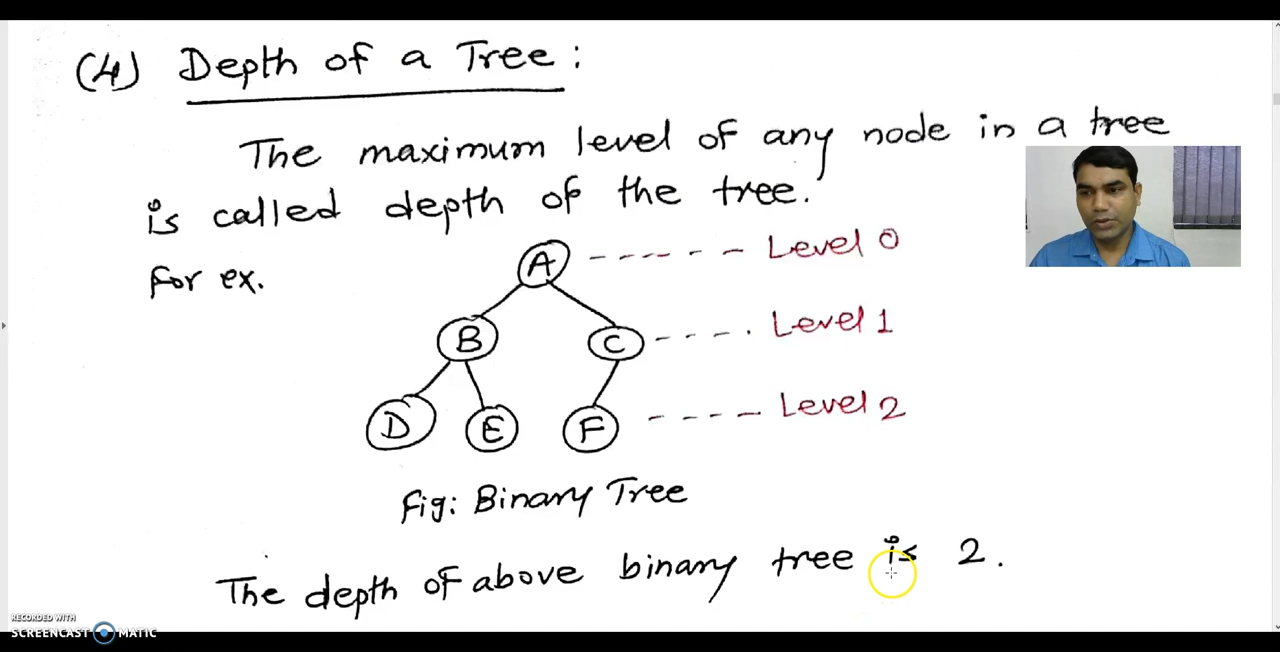 (4) Depth of a Tree :
The maximum level of any node in a tree
is called depth of the tree.
For ex.
A ------ Level 0
B C ---- Level 1
D E F ---- Level 2
Fig: Binary Tree
The depth of above binary tree is 2.
RECORDED WITH
SCREENCAST MATIC